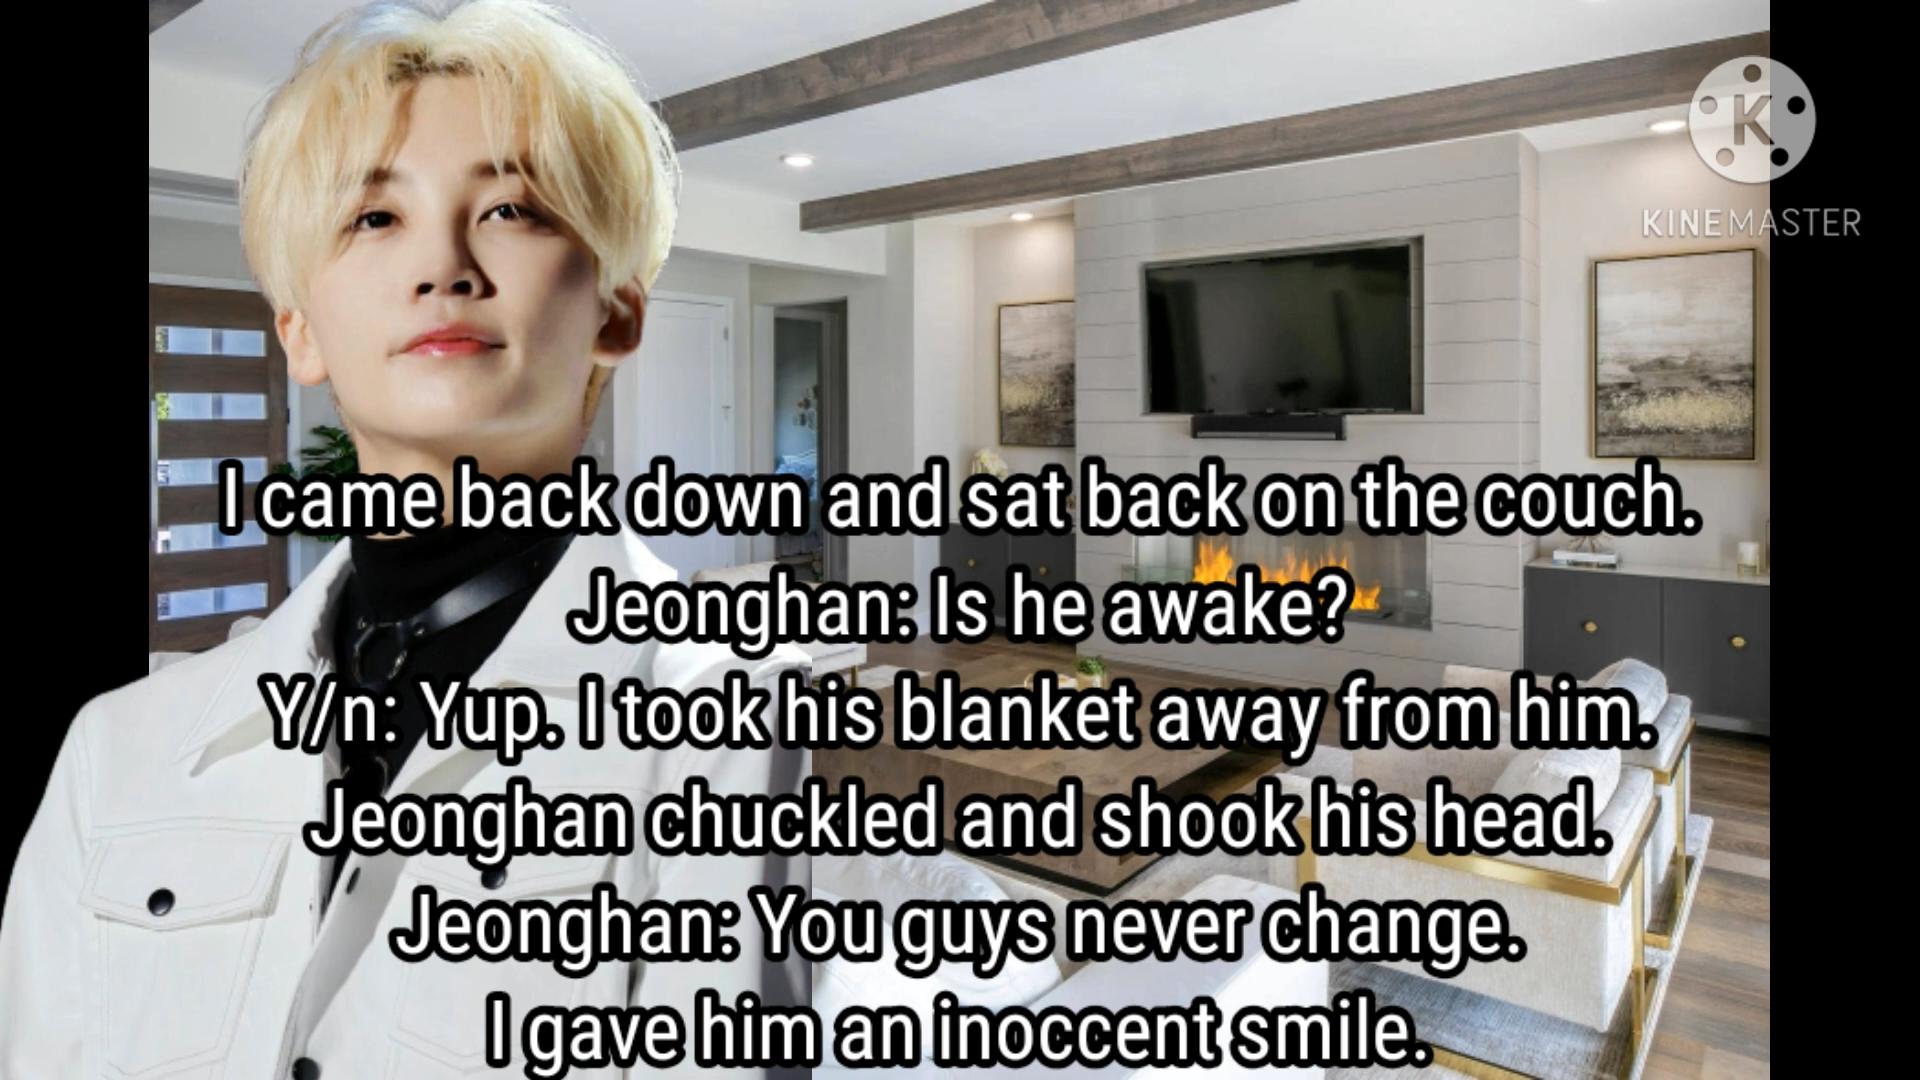 K
KINEMASTER
I came back down and sat back on the couch.
Jeonghan: Is he awake?
Y/n: Yup. I took his blanket away from him.
Jeonghan chuckled and shook his head.
Jeonghan: You guys never change.
I gave him an inoccent smile.